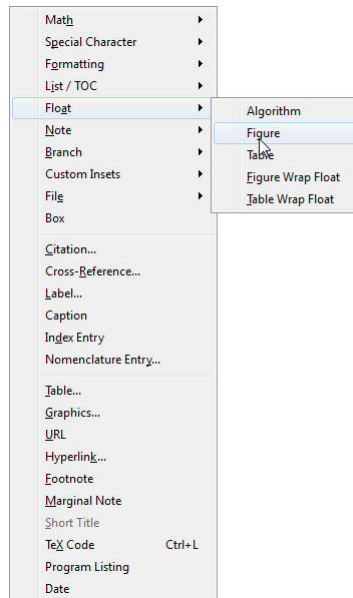 Math
Special Character
Formatting
List / TOC
Float
Note
Branch
Custom Insets
File
Box
Citation...
Cross-Reference...
Label...
Caption
Index Entry
Nomenclature Entry...
Table...
Graphics...
URL
Hyperlink...
Footnote
Marginal Note
Short Title
TeX Code Ctrl+L
Program Listing
Date
Algorithm
Figure
Table
Figure Wrap Float
Table Wrap Float